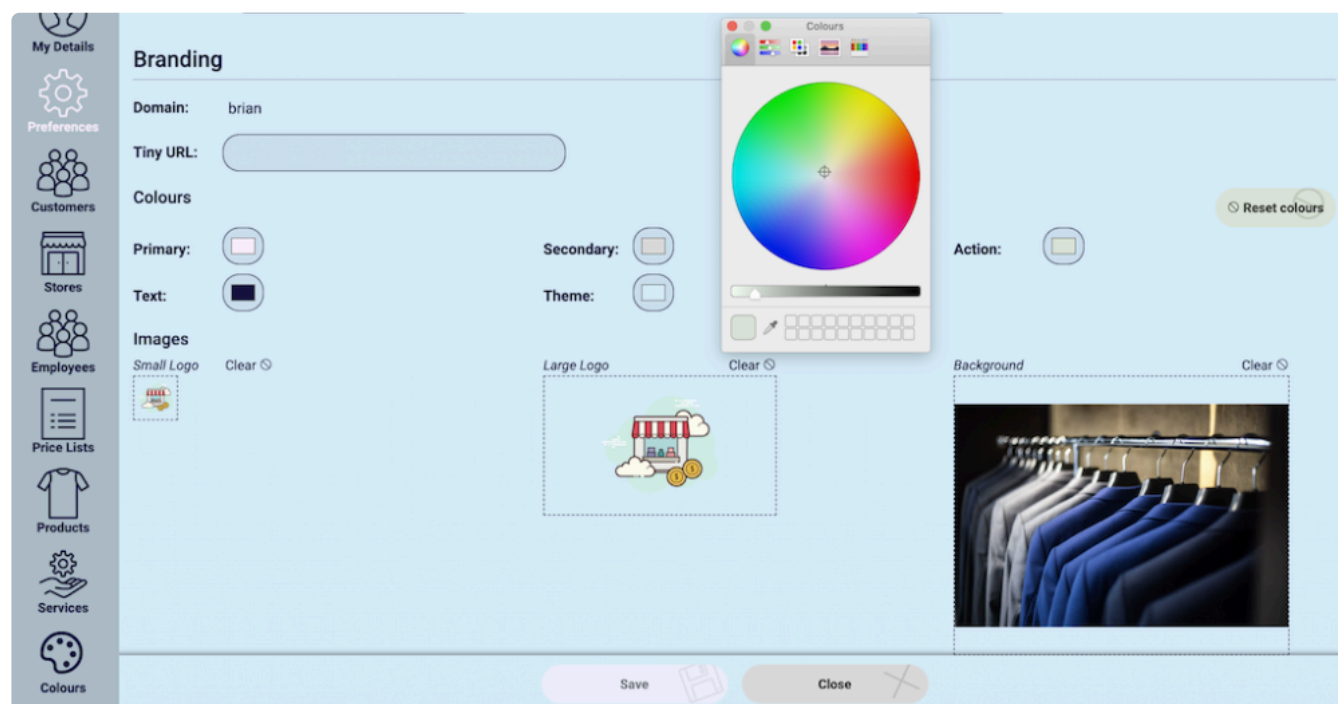 My Details
Preferences
Customers
Stores
Employees
Price Lists
Products
Services
Colours
Branding
Domain: brian
Tiny URL:
Colours
Reset colours
Primary: Secondary: Action:
Text: Theme:
Images
Small Logo Clear Large Logo Clear Background Clear
Save Close
Colours